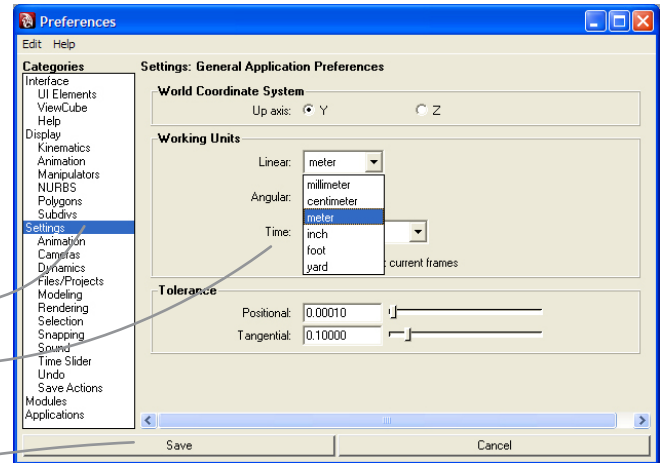 Preferences
Edit Help
Categories
Interface
UI Elements
ViewCube
Help
Display
Kinematics
Animation
Manipulators
NURBS
Polygons
Subdivs
Settings
Animation
Cameras
Dynamics
Files/Projects
Modeling
Rendering
Selection
Snapping
Sound
Time Slider
Undo
Save Actions
Modules
Applications
Settings: General Application Preferences
World Coordinate System
Up axis: Y Z
Working Units
Linear: meter
millimeter
centimeter
meter
inch
foot
yard
Angular:
Time:
current frames
Tolerance
Positional: 0.00010
Tangential: 0.10000
Save Cancel